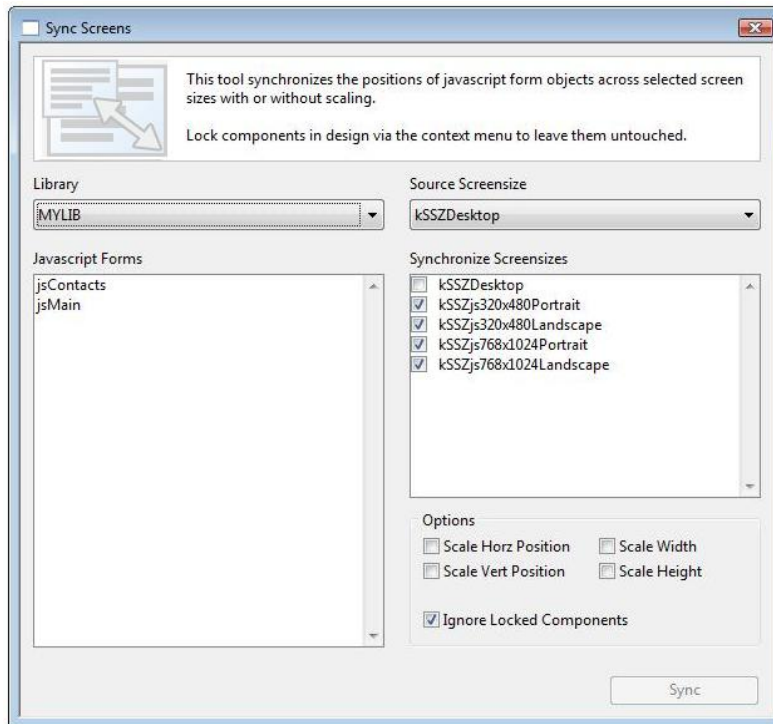 Sync Screens
This tool synchronizes the positions of javascript form objects across selected screen
sizes with or without scaling.
Lock components in design via the context menu to leave them untouched.
Library
MYLIB
Source Screensize
kSSZDesktop
Javascript Forms
jsContacts
jsMain
Synchronize Screensizes
kSSZDesktop
kSSZjs320x480Portrait
kSSZjs320x480Landscape
kSSZjs768x1024Portrait
kSSZjs768x1024Landscape
Options
Scale Horz Position
Scale Width
Scale Vert Position
Scale Height
Ignore Locked Components
Sync